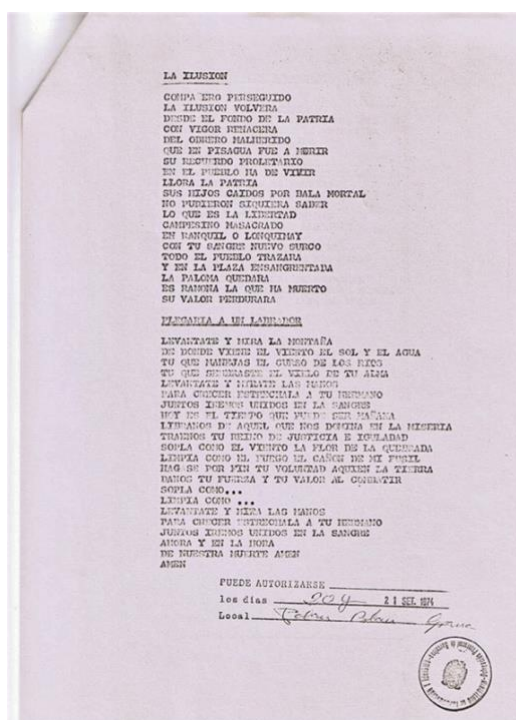 LA ILUSION
COMPA ERO PERSEGUIDO
LA ILUSION VOLVERA
DESDE EL FONDO DE LA PATRIA
CON VIGOR RENACERA
DEL OBRERO MALHERIDO
QUE EN PISAGUA FUE A MORIR
SU RECUERDO PROLETARIO
EN EL PUEBLO HA DE VIVIR
LLORA LA PATRIA
SUS HIJOS CAIDOS POR BALA MORTAL
NO PUDIERON SIQUIERA SABER
LO QUE ES LA LIBERTAD
CAMPESINO MASACRADO
EN RANQUIL O LONQUIMAY
CON TU SANGRE NUEVO SURCO
TODO EL PUEBLO TRAZARA
Y EN LA PLAZA ENSANGRENTADA
LA PALOMA QUEDARA
ES RAMONA LA QUE HA MUERTO
SU VALOR PERDURARA
PLEGARIA A UN LABRADOR
LEVANTATE Y MIRA LA MONTAÑA
DE DONDE VIENE EL VIENTO EL SOL Y EL AGUA
TU QUE MANEJAS EL CURSO DE LOS RIOS
TU QUE SEMBRASTE EL VUELO DE TU ALMA
LEVANTATE Y MIRATE LAS MANOS
PARA CRECER ESTRECHALA A TU HERMANO
JUNTOS IREMOS UNIDOS EN LA SANGRE
HOY ES EL TIEMPO QUE PUEDE SER MAÑANA
LIBRANOS DE AQUEL QUE NOS DOMINA EN LA MISERIA
TRAENOS TU REINO DE JUSTICIA E IGUALDAD
SOPLA COMO EL VIENTO LA FLOR DE LA QUEBRADA
LIMPIA COMO EL FUEGO EL CAÑON DE MI FUSIL
HAGASE POR FIN TU VOLUNTAD AQUIEN LA TIERRA
DANOS TU FUERZA Y TU VALOR AL COMBATIR
SOPLA COMO...
LIMPIA COMO ...
LEVANTATE Y MIRA LAS MANOS
PARA CRECER ESTRECHALA A TU HERMANO
JUNTOS IREMOS UNIDOS EN LA SANGRE
AHORA Y EN LA HORA
DE NUESTRA MUERTE AMEN
AMEN
PUEDE AUTORIZARSE
los dias 20 y 21 SET. 1974
Local